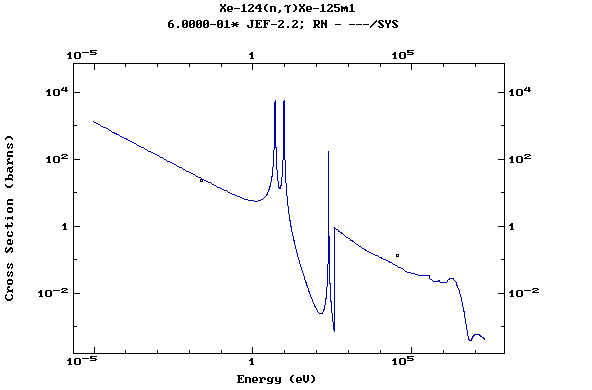 Xe-124(n,γ)Xe-125m1
6.0000-01* JEF-2.2; RN - ---/SYS
10-5 1 105
104 104
102 102
1 1
10-2 10-2
10-5 1 105
Cross Section (barns)
Energy (eV)